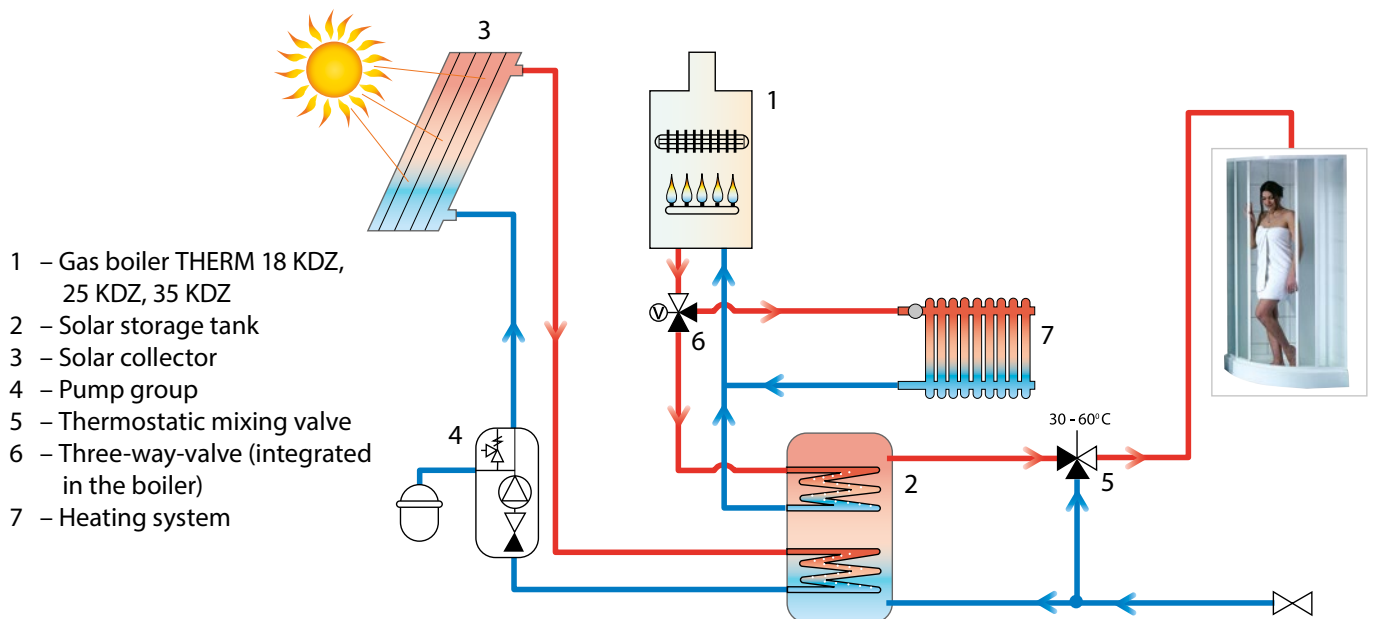 3
1
1 – Gas boiler THERM 18 KDZ,
25 KDZ, 35 KDZ
2 – Solar storage tank
3 – Solar collector
4 – Pump group
5 – Thermostatic mixing valve
6 – Three-way-valve (integrated
in the boiler)
7 – Heating system
V
6
7
4
30 - 60⁰C
2
5